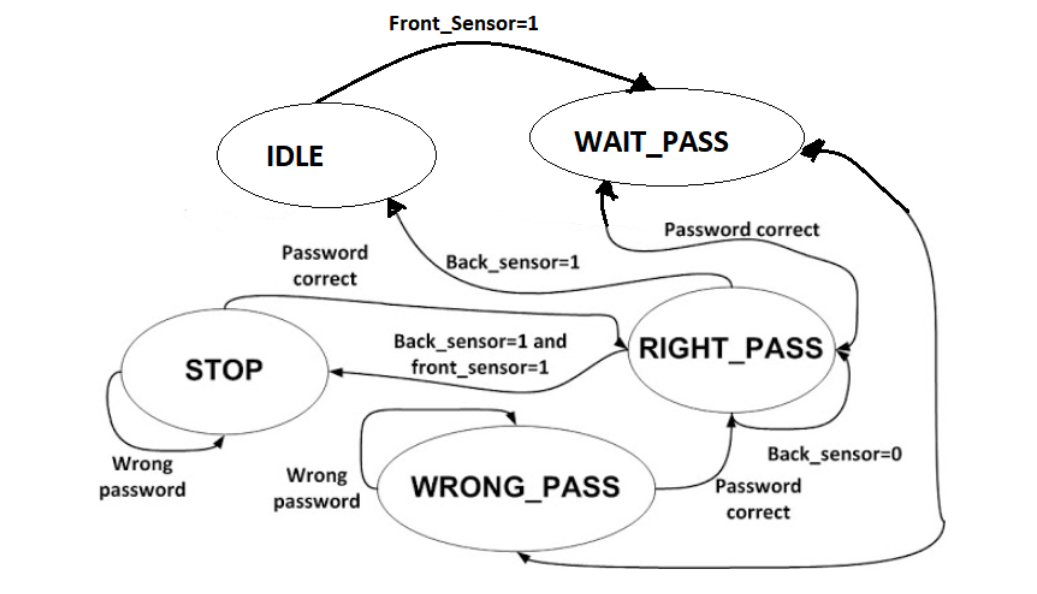 Front_Sensor=1
IDLE
WAIT_PASS
Password correct
Password
correct
Back_sensor=1
STOP
Back_sensor=1 and
front_sensor=1
RIGHT_PASS
Wrong
password
Wrong
password
WRONG_PASS
Back_sensor=0
Password
correct